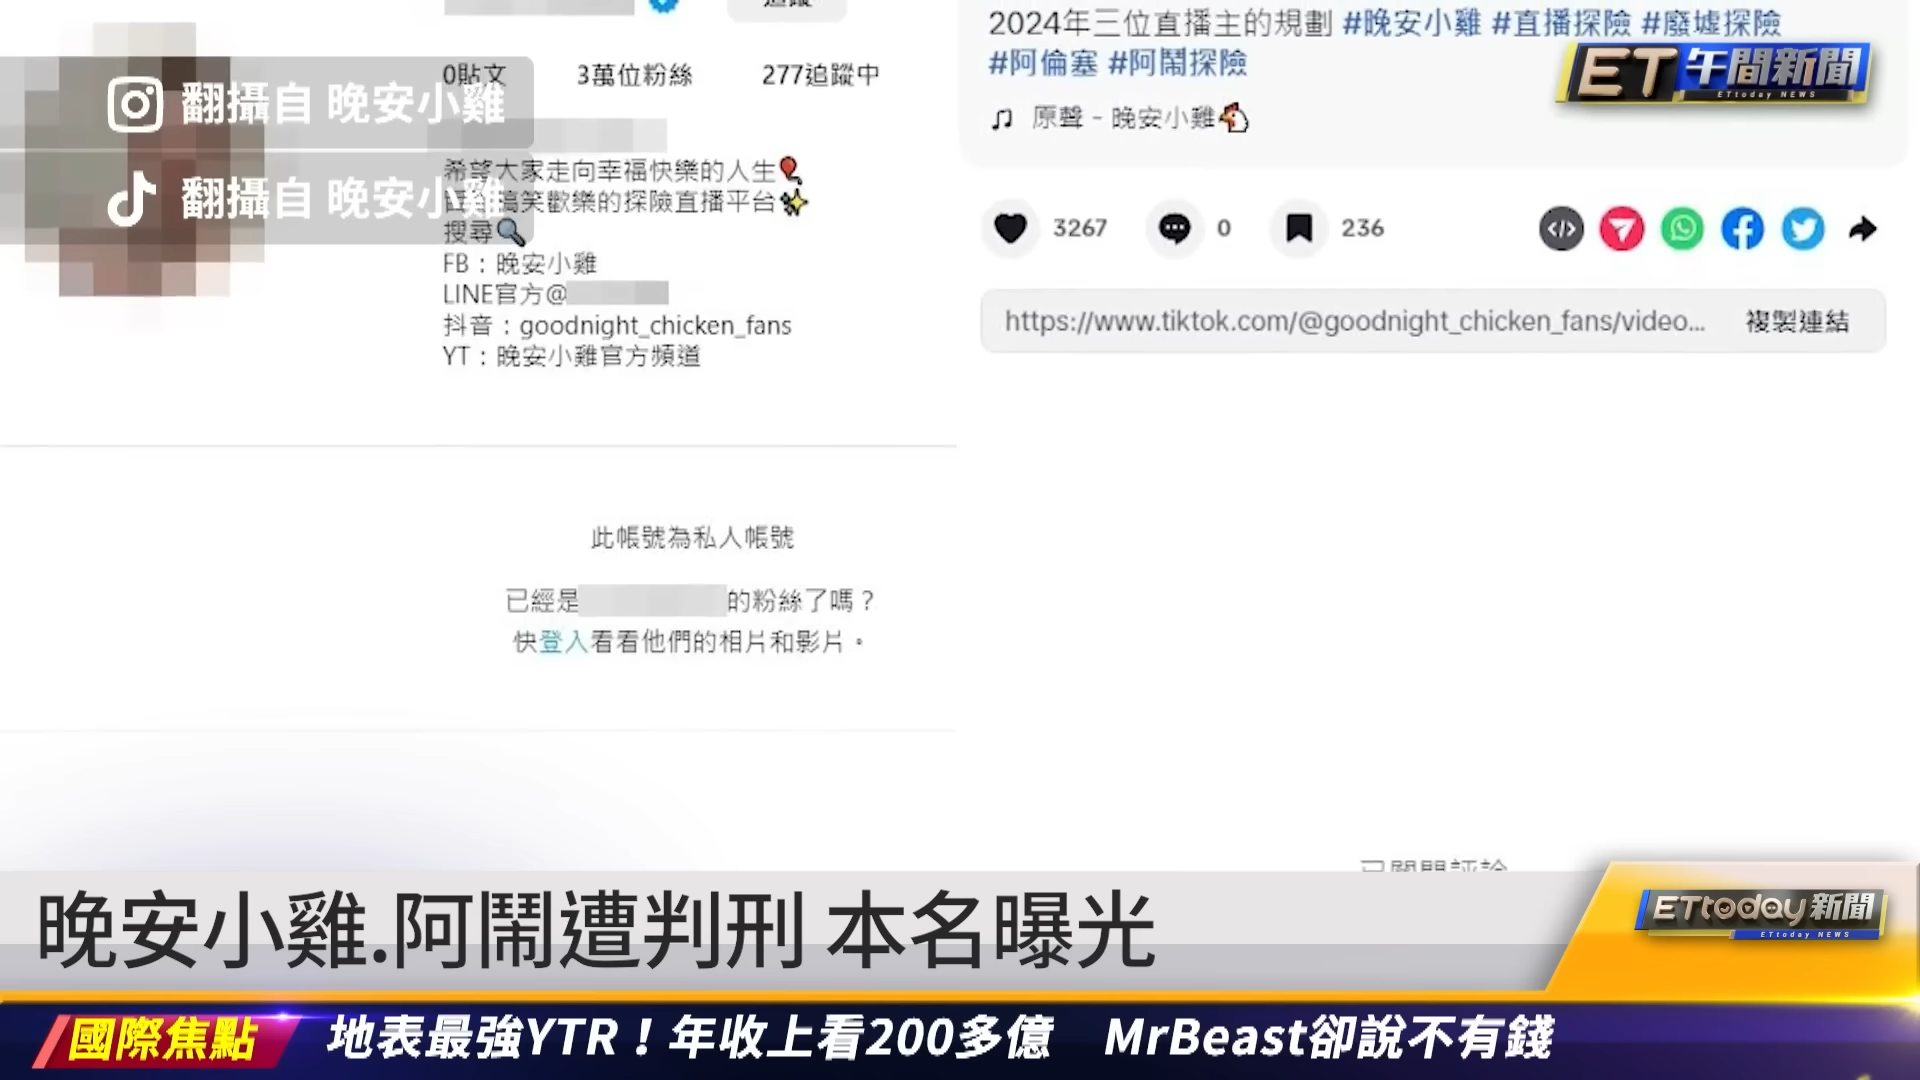 追蹤
0貼文 3萬位粉絲 277追蹤中
翻攝自 晚安小雞
翻攝自 晚安小雞
希望大家走向幸福快樂的人生🎈
搞笑歡樂的探險直播平台✨
搜尋🔍
FB：晚安小雞
LINE官方@
抖音：goodnight_chicken_fans
YT：晚安小雞官方頻道
此帳號為私人帳號
已經是 的粉絲了嗎？
快登入看看他們的相片和影片。
2024年三位直播主的規劃 #晚安小雞 #直播探險 #廢墟探險
#阿倫塞 #阿鬧探險
♫ 原聲 - 晚安小雞🐔
3267 0 236
https://www.tiktok.com/@goodnight_chicken_fans/video... 複製連結
ET午間新聞
ETtoday NEWS
已關閉評論
晚安小雞.阿鬧遭判刑 本名曝光
ETtoday新聞
ETtoday NEWS
國際焦點 地表最強YTR！年收上看200多億 MrBeast卻說不有錢